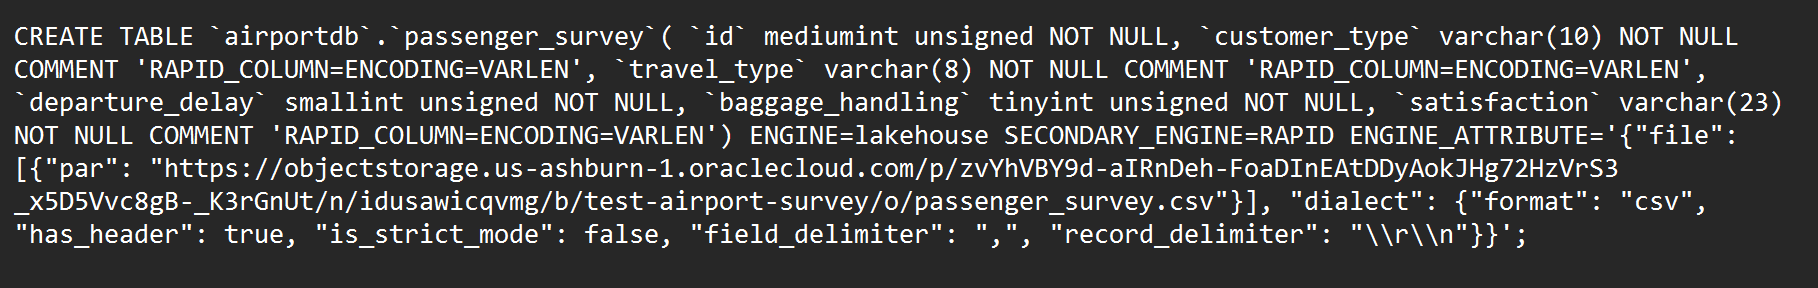 CREATE TABLE `airportdb`.`passenger_survey`( `id` mediumint unsigned NOT NULL, `customer_type` varchar(10) NOT NULL
COMMENT 'RAPID_COLUMN=ENCODING=VARLEN', `travel_type` varchar(8) NOT NULL COMMENT 'RAPID_COLUMN=ENCODING=VARLEN',
`departure_delay` smallint unsigned NOT NULL, `baggage_handling` tinyint unsigned NOT NULL, `satisfaction` varchar(23)
NOT NULL COMMENT 'RAPID_COLUMN=ENCODING=VARLEN') ENGINE=lakehouse SECONDARY_ENGINE=RAPID ENGINE_ATTRIBUTE='{"file":
[{"par": "https://objectstorage.us-ashburn-1.oraclecloud.com/p/zvYhVBY9d-aIRnDeh-FoaDInEAtDDyAokJHg72HzVrS3
_x5D5Vvc8gB-_K3rGnUt/n/idusawicqvmg/b/test-airport-survey/o/passenger_survey.csv"}], "dialect": {"format": "csv",
"has_header": true, "is_strict_mode": false, "field_delimiter": ",", "record_delimiter": "\\r\\n"}}';